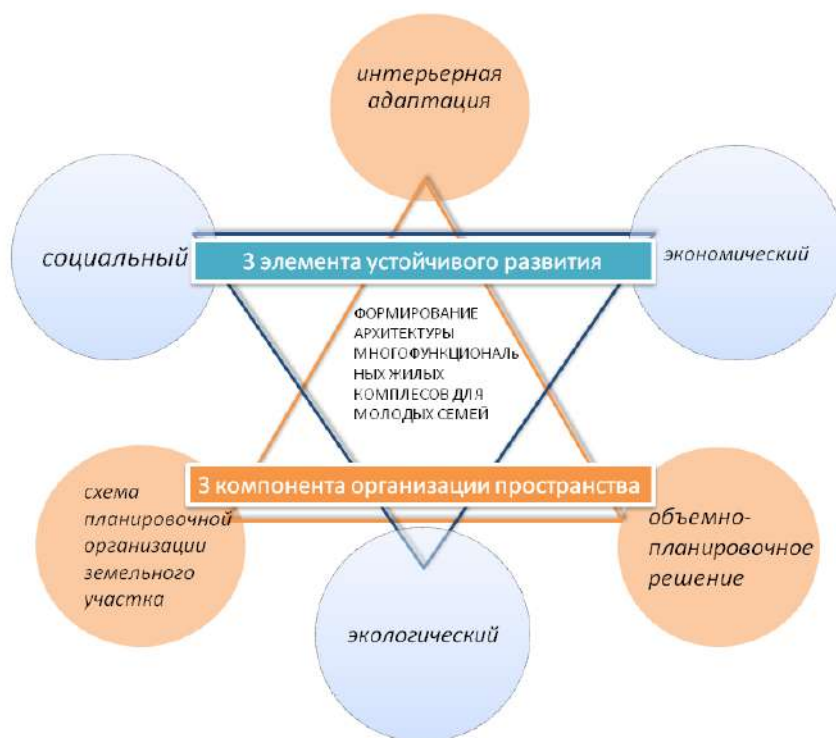 интерьерная
адаптация
социальный
3 элемента устойчивого развития
экономический
ФОРМИРОВАНИЕ
АРХИТЕКТУРЫ
МНОГОФУНКЦИОНАЛЬ
НЫХ ЖИЛЫХ
КОМПЛЕСОВ ДЛЯ
МОЛОДЫХ СЕМЕЙ
3 компонента организации пространства
схема
планировочной
организации
земельного
участка
объемно-
планировочное
решение
экологический